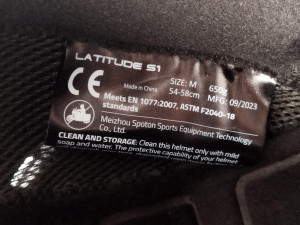 LATITUDE S1
CE
SIZE: M 650g
Made in China 54-58cm MFG: 09/2023
Meets EN 1077:2007, ASTM F2040-18
standards
Meizhou Spoton Sports Equipment Technology
Co., Ltd.
CLEAN AND STORAGE: Clean this helmet only with mild
soap and water. The protective capability of your helmet